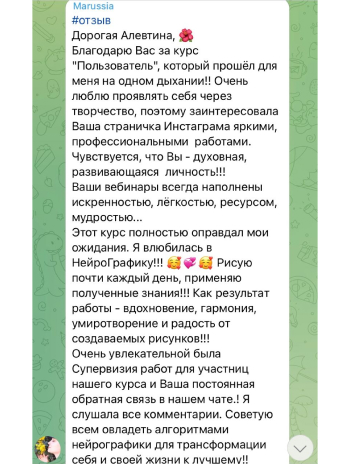 Marussia
#отзыв
Дорогая Алевтина, 🌺
Благодарю Вас за курс
"Пользователь", который прошёл для
меня на одном дыхании!! Очень
люблю проявлять себя через
творчество, поэтому заинтересовала
Ваша страничка Инстаграма яркими,
профессиональными работами.
Чувствуется, что Вы - духовная,
развивающаяся личность!!!
Ваши вебинары всегда наполнены
искренностью, лёгкостью, ресурсом,
мудростью...
Этот курс полностью оправдал мои
ожидания. Я влюбилась в
НейроГрафику!!! 🥰💞🥰 Рисую
почти каждый день, применяю
полученные знания!!! Как результат
работы - вдохновение, гармония,
умиротворение и радость от
создаваемых рисунков!!!
Очень увлекательной была
Супервизия работ для участниц
нашего курса и Ваша постоянная
обратная связь в нашем чате.! Я
слушала все комментарии. Советую
всем овладеть алгоритмами
нейрографики для трансформации
себя и своей жизни к лучшему!!